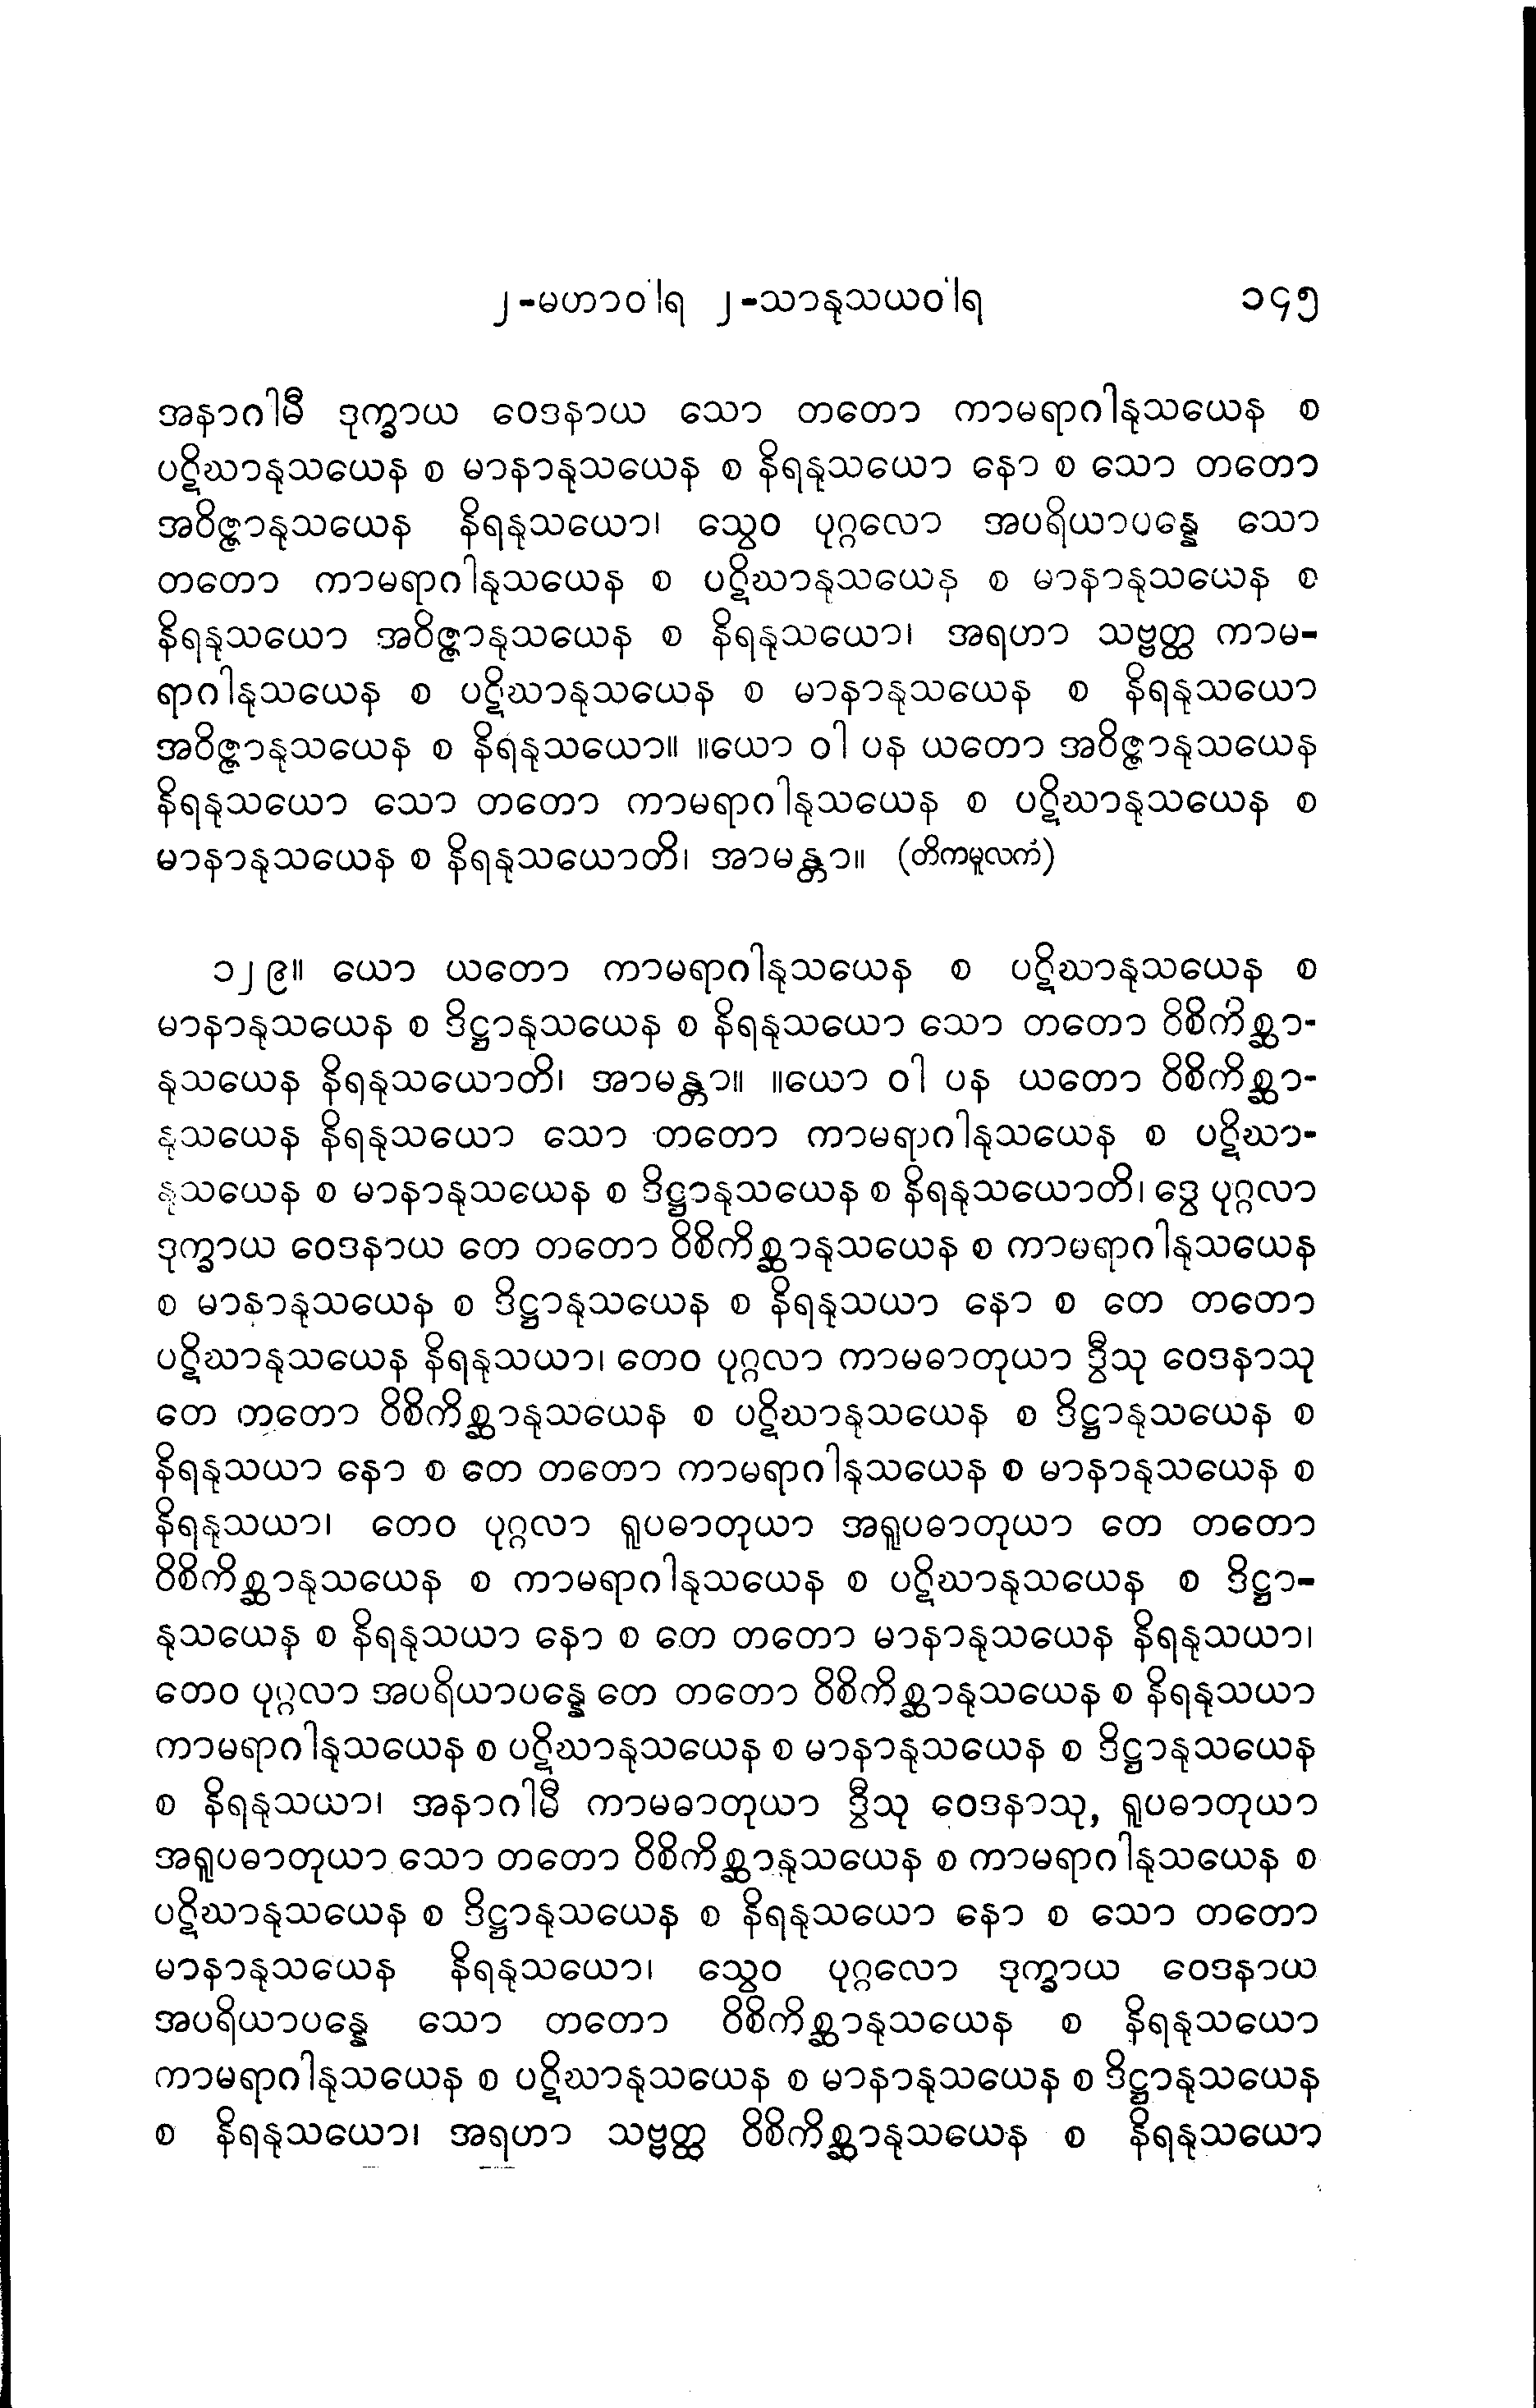 ၂-မဟာဝါရ ၂-သာနုသယဝါရ ၁၄၅
အနာဂါမီ ဒုက္ခာယ ဝေဒနာယ သော တတော ကာမရာဂါနုသယေန စ
ပဋိဃာနုသယေန စ မာနာနုသယေန စ နိရနုသယော နော စ သော တတော
အဝိဇ္ဇာနုသယေန နိရနုသယော၊ သွေဝ ပုဂ္ဂလော အပရိယာပန္နေ သော
တတော ကာမရာဂါနုသယေန စ ပဋိဃာနုသယေန စ မာနာနုသယေန စ
နိရနုသယော အဝိဇ္ဇာနုသယေန စ နိရနုသယော၊ အရဟာ သဗ္ဗတ္ထ ကာမ-
ရာဂါနုသယေန စ ပဋိဃာနုသယေန စ မာနာနုသယေန စ နိရနုသယော
အဝိဇ္ဇာနုသယေန စ နိရနုသယော။ ။ယော ဝါ ပန ယတော အဝိဇ္ဇာနုသယေန
နိရနုသယော သော တတော ကာမရာဂါနုသယေန စ ပဋိဃာနုသယေန စ
မာနာနုသယေန စ နိရနုသယောတိ၊ အာမန္တာ။ (တိကမူလကံ)
၁၂၉။ ယော ယတော ကာမရာဂါနုသယေန စ ပဋိဃာနုသယေန စ
မာနာနုသယေန စ ဒိဋ္ဌာနုသယေန စ နိရနုသယော သော တတော ဝိစိကိစ္ဆာ-
နုသယေန နိရနုသယောတိ၊ အာမန္တာ။ ။ယော ဝါ ပန ယတော ဝိစိကိစ္ဆာ-
နုသယေန နိရနုသယော သော တတော ကာမရာဂါနုသယေန စ ပဋိဃာ-
နုသယေန စ မာနာနုသယေန စ ဒိဋ္ဌာနုသယေန စ နိရနုသယောတိ၊ ဒွေ ပုဂ္ဂလာ
ဒုက္ခာယ ဝေဒနာယ တေ တတော ဝိစိကိစ္ဆာနုသယေန စ ကာမရာဂါနုသယေန
စ မာနာနုသယေန စ ဒိဋ္ဌာနုသယေန စ နိရနုသယာ နော စ တေ တတော
ပဋိဃာနုသယေန နိရနုသယာ၊ တေဝ ပုဂ္ဂလာ ကာမဓာတုယာ ဒွီသု ဝေဒနာသု
တေ တတော ဝိစိကိစ္ဆာနုသယေန စ ပဋိဃာနုသယေန စ ဒိဋ္ဌာနုသယေန စ
နိရနုသယာ နော စ တေ တတော ကာမရာဂါနုသယေန စ မာနာနုသယေန စ
နိရနုသယာ၊ တေဝ ပုဂ္ဂလာ ရူပဓာတုယာ အရူပဓာတုယာ တေ တတော
ဝိစိကိစ္ဆာနုသယေန စ ကာမရာဂါနုသယေန စ ပဋိဃာနုသယေန စ ဒိဋ္ဌာ-
နုသယေန စ နိရနုသယာ နော စ တေ တတော မာနာနုသယေန နိရနုသယာ၊
တေဝ ပုဂ္ဂလာ အပရိယာပန္နေ တေ တတော ဝိစိကိစ္ဆာနုသယေန စ နိရနုသယာ
ကာမရာဂါနုသယေန စ ပဋိဃာနုသယေန စ မာနာနုသယေန စ ဒိဋ္ဌာနုသယေန
စ နိရနုသယာ၊ အနာဂါမီ ကာမဓာတုယာ ဒွီသု ဝေဒနာသု, ရူပဓာတုယာ
အရူပဓာတုယာ သော တတော ဝိစိကိစ္ဆာနုသယေန စ ကာမရာဂါနုသယေန စ
ပဋိဃာနုသယေန စ ဒိဋ္ဌာနုသယေန စ နိရနုသယော နော စ သော တတော
မာနာနုသယေန နိရနုသယော၊ သွေဝ ပုဂ္ဂလော ဒုက္ခာယ ဝေဒနာယ
အပရိယာပန္နေ သော တတော ဝိစိကိစ္ဆာနုသယေန စ နိရနုသယော
ကာမရာဂါနုသယေန စ ပဋိဃာနုသယေန စ မာနာနုသယေန စ ဒိဋ္ဌာနုသယေန
စ နိရနုသယော၊ အရဟာ သဗ္ဗတ္ထ ဝိစိကိစ္ဆာနုသယေန စ နိရနုသယော